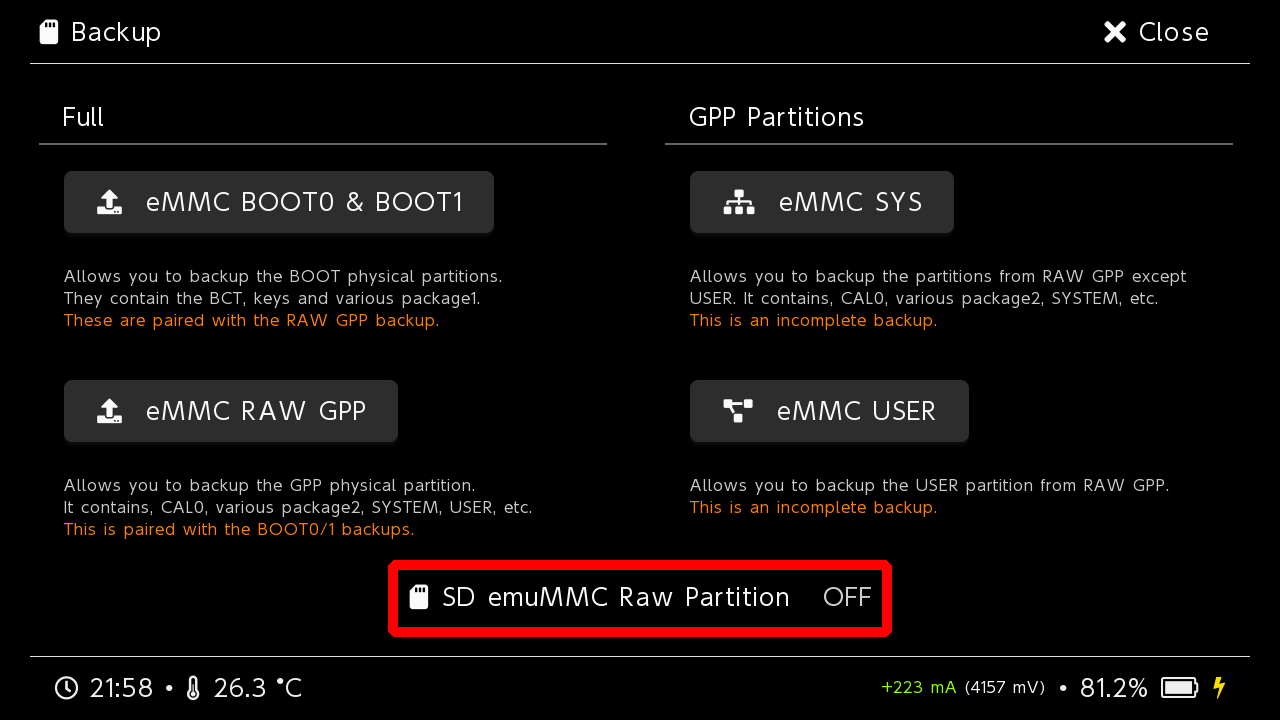 Backup
Close
Full
eMMC BOOT0 & BOOT1
Allows you to backup the BOOT physical partitions.
They contain the BCT, keys and various package1.
These are paired with the RAW GPP backup.
eMMC RAW GPP
Allows you to backup the GPP physical partition.
It contains, CAL0, various package2, SYSTEM, USER, etc.
This is paired with the BOOT0/1 backups.
GPP Partitions
eMMC SYS
Allows you to backup the partitions from RAW GPP except
USER. It contains, CAL0, various package2, SYSTEM, etc.
This is an incomplete backup.
eMMC USER
Allows you to backup the USER partition from RAW GPP.
This is an incomplete backup.
SD emuMMC Raw Partition OFF
21:58 • 26.3 °C
+223 mA (4157 mV) • 81.2%